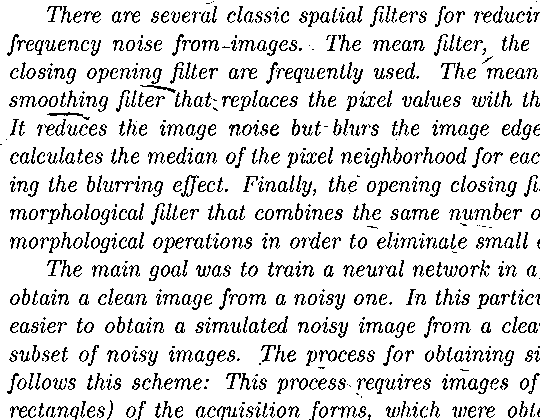 There are several classic spatial filters for reducin
frequency noise from images. The mean filter, the
closing opening filter are frequently used. The mean
smoothing filter that replaces the pixel values with th
It reduces the image noise but blurs the image edge
calculates the median of the pixel neighborhood for eac
ing the blurring effect. Finally, the opening closing fi
morphological filter that combines the same number o
morphological operations in order to eliminate small e
The main goal was to train a neural network in a
obtain a clean image from a noisy one. In this particu
easier to obtain a simulated noisy image from a clea
subset of noisy images. The process for obtaining si
follows this scheme: This process requires images of
rectangles) of the acquisition forms, which were obta